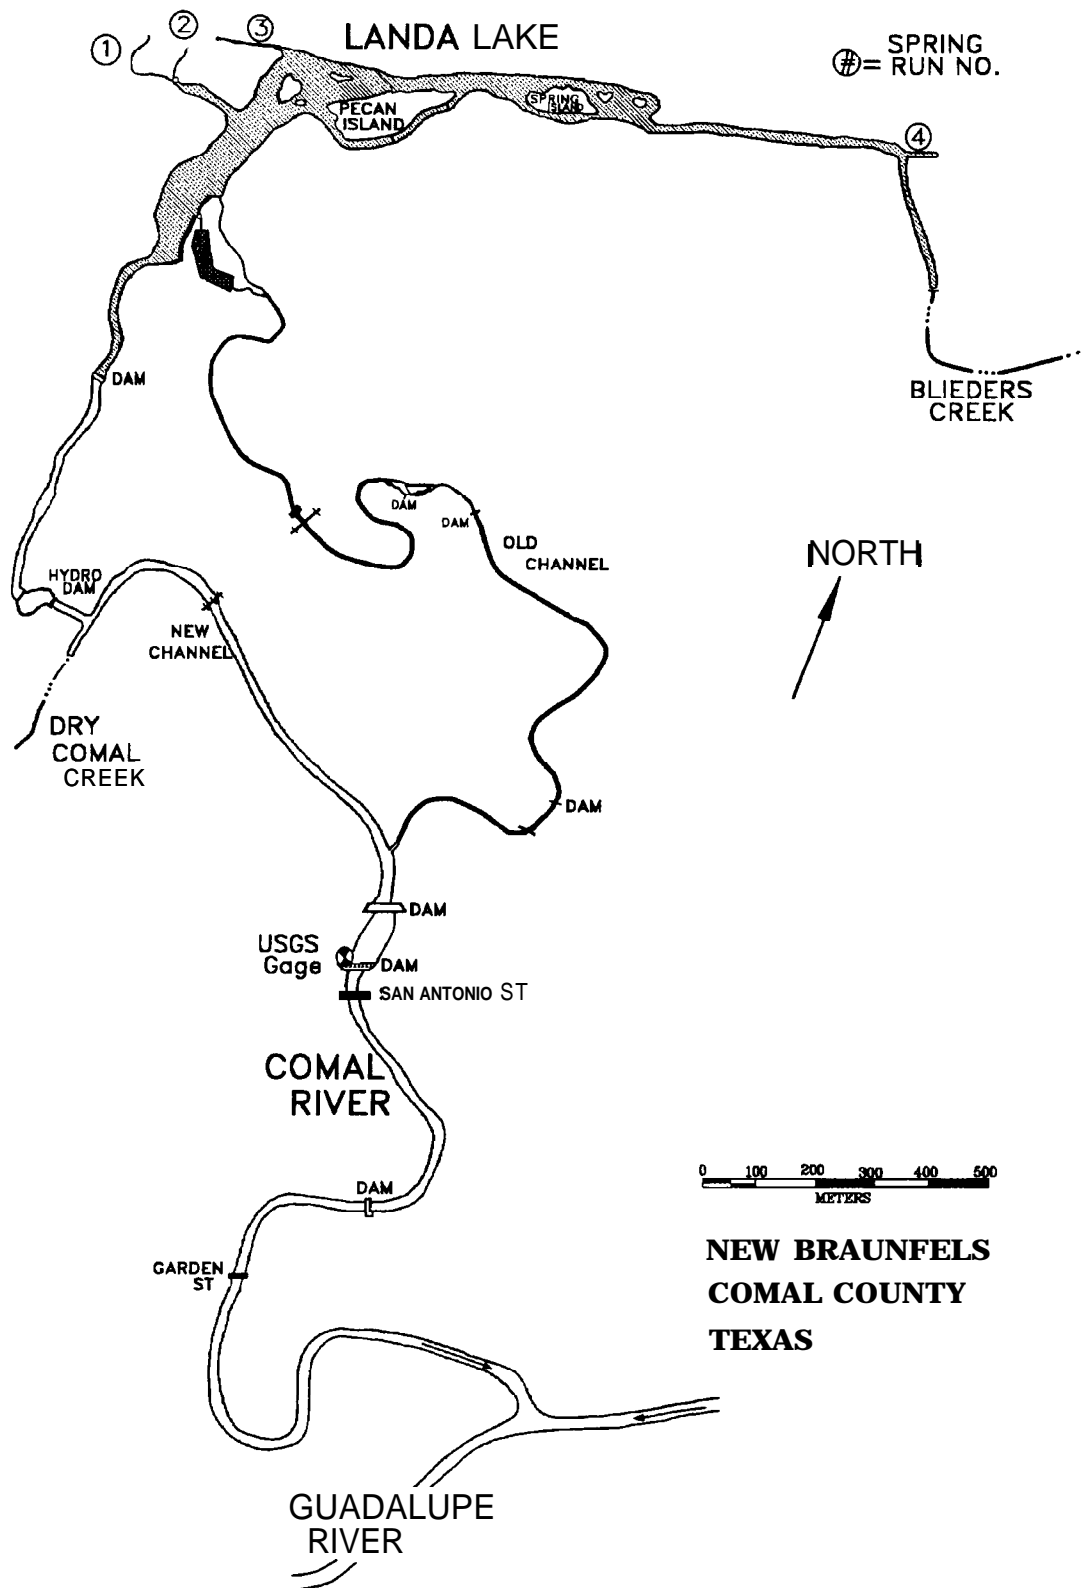 1
2
3
LANDA LAKE
# = SPRING
RUN NO.
PECAN
ISLAND
SPRING
ISLAND
4
DAM
BLIEDERS
CREEK
DAM
DAM
OLD
CHANNEL
NORTH
HYDRO
DAM
NEW
CHANNEL
DRY
COMAL
CREEK
DAM
DAM
USGS
Gage
DAM
SAN ANTONIO ST
COMAL
RIVER
0 100 200 300 400 500
METERS
DAM
NEW BRAUNFELS
COMAL COUNTY
TEXAS
GARDEN
ST
GUADALUPE
RIVER